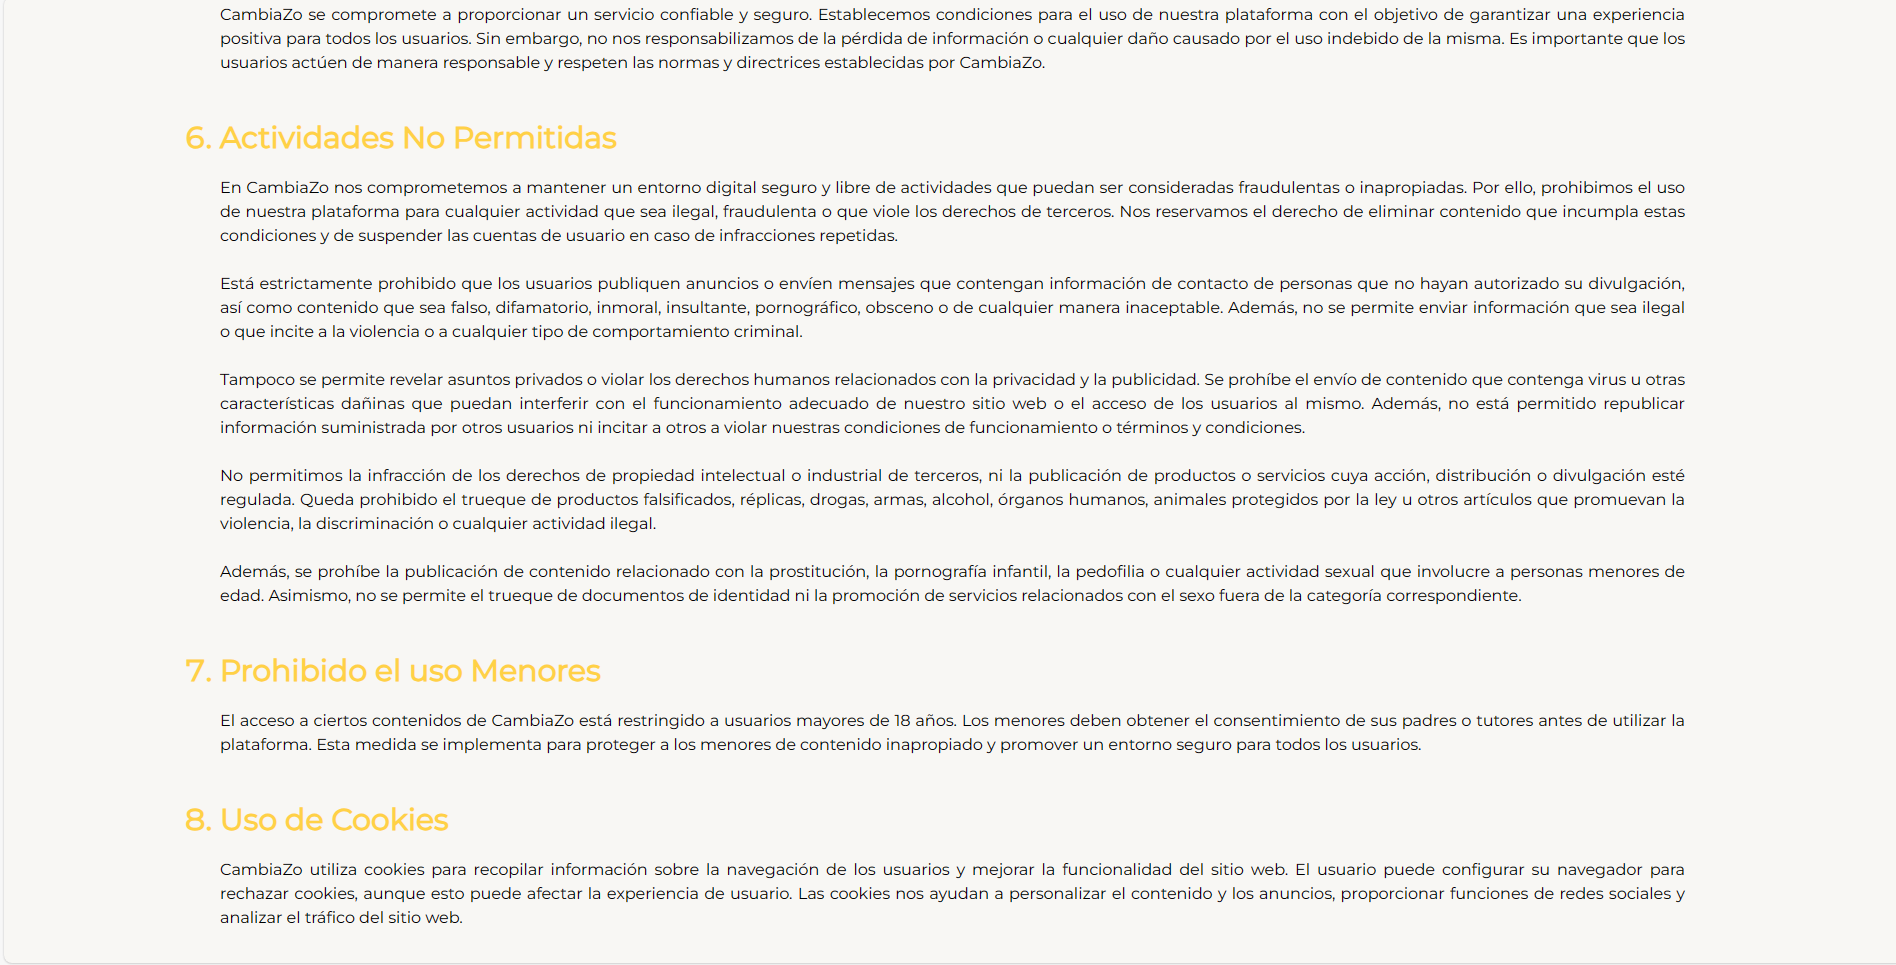 CambiaZo se compromete a proporcionar un servicio confiable y seguro. Establecemos condiciones para el uso de nuestra plataforma con el objetivo de garantizar una experiencia
positiva para todos los usuarios. Sin embargo, no nos responsabilizamos de la pérdida de información o cualquier daño causado por el uso indebido de la misma. Es importante que los
usuarios actúen de manera responsable y respeten las normas y directrices establecidas por CambiaZo.
6. Actividades No Permitidas
En CambiaZo nos comprometemos a mantener un entorno digital seguro y libre de actividades que puedan ser consideradas fraudulentas o inapropiadas. Por ello, prohibimos el uso
de nuestra plataforma para cualquier actividad que sea ilegal, fraudulenta o que viole los derechos de terceros. Nos reservamos el derecho de eliminar contenido que incumpla estas
condiciones y de suspender las cuentas de usuario en caso de infracciones repetidas.
Está estrictamente prohibido que los usuarios publiquen anuncios o envíen mensajes que contengan información de contacto de personas que no hayan autorizado su divulgación,
así como contenido que sea falso, difamatorio, inmoral, insultante, pornográfico, obsceno o de cualquier manera inaceptable. Además, no se permite enviar información que sea ilegal
o que incite a la violencia o a cualquier tipo de comportamiento criminal.
Tampoco se permite revelar asuntos privados o violar los derechos humanos relacionados con la privacidad y la publicidad. Se prohíbe el envío de contenido que contenga virus u otras
características dañinas que puedan interferir con el funcionamiento adecuado de nuestro sitio web o el acceso de los usuarios al mismo. Además, no está permitido republicar
información suministrada por otros usuarios ni incitar a otros a violar nuestras condiciones de funcionamiento o términos y condiciones.
No permitimos la infracción de los derechos de propiedad intelectual o industrial de terceros, ni la publicación de productos o servicios cuya acción, distribución o divulgación esté
regulada. Queda prohibido el trueque de productos falsificados, réplicas, drogas, armas, alcohol, órganos humanos, animales protegidos por la ley u otros artículos que promuevan la
violencia, la discriminación o cualquier actividad ilegal.
Además, se prohíbe la publicación de contenido relacionado con la prostitución, la pornografía infantil, la pedofilia o cualquier actividad sexual que involucre a personas menores de
edad. Asimismo, no se permite el trueque de documentos de identidad ni la promoción de servicios relacionados con el sexo fuera de la categoría correspondiente.
7. Prohibido el uso Menores
El acceso a ciertos contenidos de CambiaZo está restringido a usuarios mayores de 18 años. Los menores deben obtener el consentimiento de sus padres o tutores antes de utilizar la
plataforma. Esta medida se implementa para proteger a los menores de contenido inapropiado y promover un entorno seguro para todos los usuarios.
8. Uso de Cookies
CambiaZo utiliza cookies para recopilar información sobre la navegación de los usuarios y mejorar la funcionalidad del sitio web. El usuario puede configurar su navegador para
rechazar cookies, aunque esto puede afectar la experiencia de usuario. Las cookies nos ayudan a personalizar el contenido y los anuncios, proporcionar funciones de redes sociales y
analizar el tráfico del sitio web.